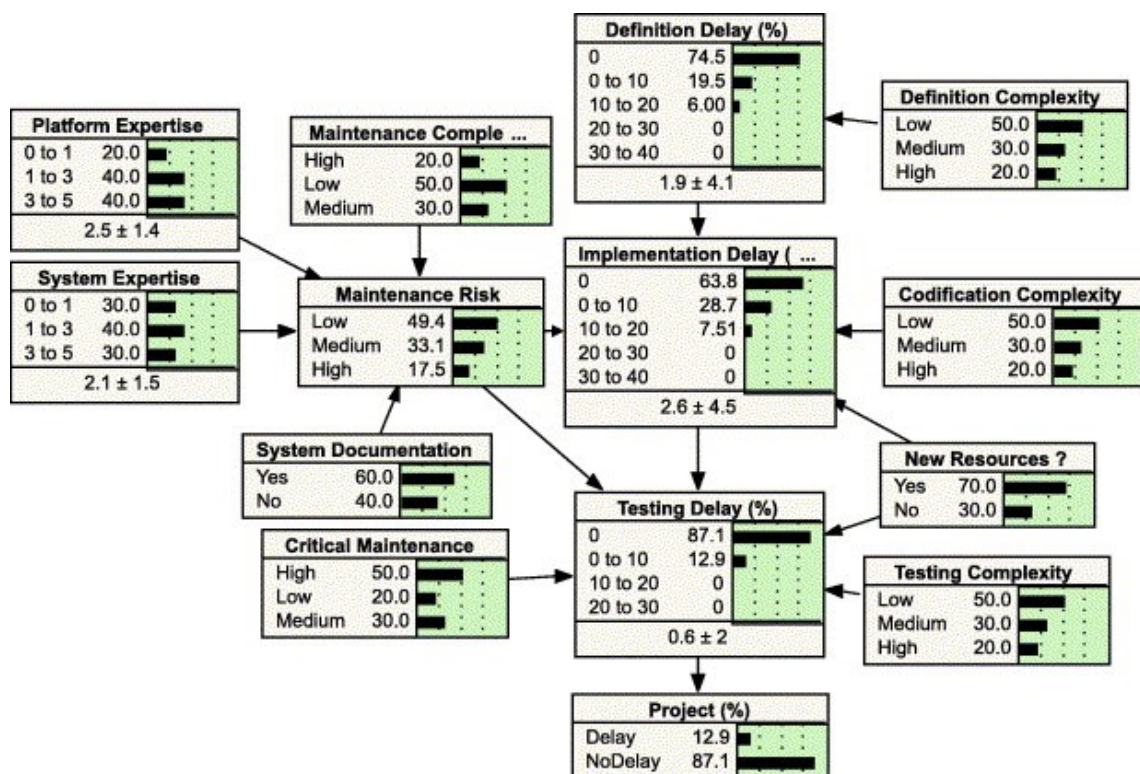 Definition Delay (%)
0 74.5
0 to 10 19.5
10 to 20 6.00
20 to 30 0
30 to 40 0
1.9 ± 4.1
Definition Complexity
Low 50.0
Medium 30.0
High 20.0
Platform Expertise
0 to 1 20.0
1 to 3 40.0
3 to 5 40.0
2.5 ± 1.4
Maintenance Comple ...
High 20.0
Low 50.0
Medium 30.0
System Expertise
0 to 1 30.0
1 to 3 40.0
3 to 5 30.0
2.1 ± 1.5
Maintenance Risk
Low 49.4
Medium 33.1
High 17.5
Implementation Delay ( ...
0 63.8
0 to 10 28.7
10 to 20 7.51
20 to 30 0
30 to 40 0
2.6 ± 4.5
Codification Complexity
Low 50.0
Medium 30.0
High 20.0
System Documentation
Yes 60.0
No 40.0
New Resources ?
Yes 70.0
No 30.0
Critical Maintenance
High 50.0
Low 20.0
Medium 30.0
Testing Delay (%)
0 87.1
0 to 10 12.9
10 to 20 0
20 to 30 0
0.6 ± 2
Testing Complexity
Low 50.0
Medium 30.0
High 20.0
Project (%)
Delay 12.9
NoDelay 87.1